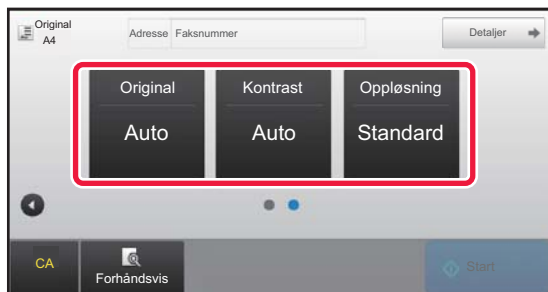 Original
A4
Adresse Faksnummer
Detaljer
Original Kontrast Oppløsning
Auto Auto Standard
CA
Forhåndsvis
Start